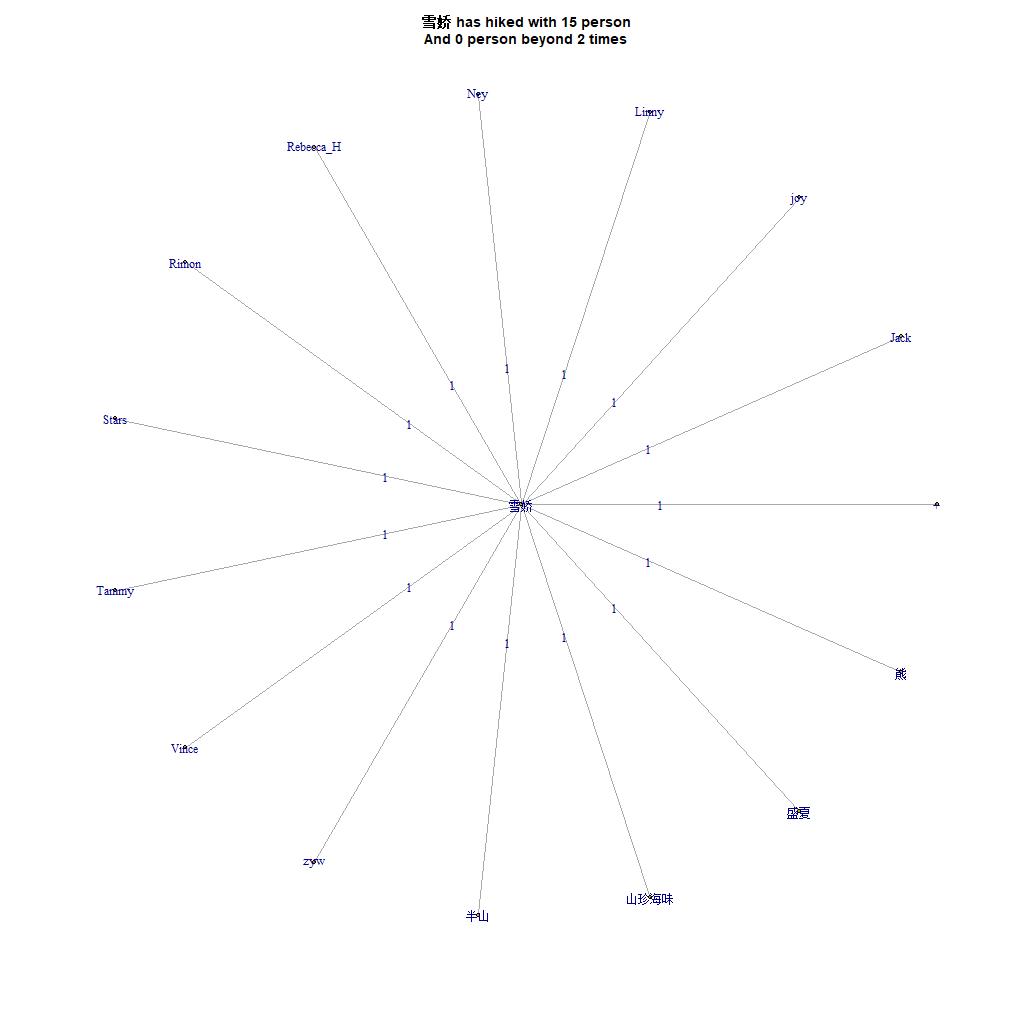 雪娇 has hiked with 15 person
And 0 person beyond 2 times
Ney
Linny
Rebecca_H
joy
Rimon
Jack
1
1
1
1
1
Stars
1
1
1
雪娇
1
1
1
Tammy
1
1
1
1
1
熊
Vince
盛夏
zyw
山珍海味
半山